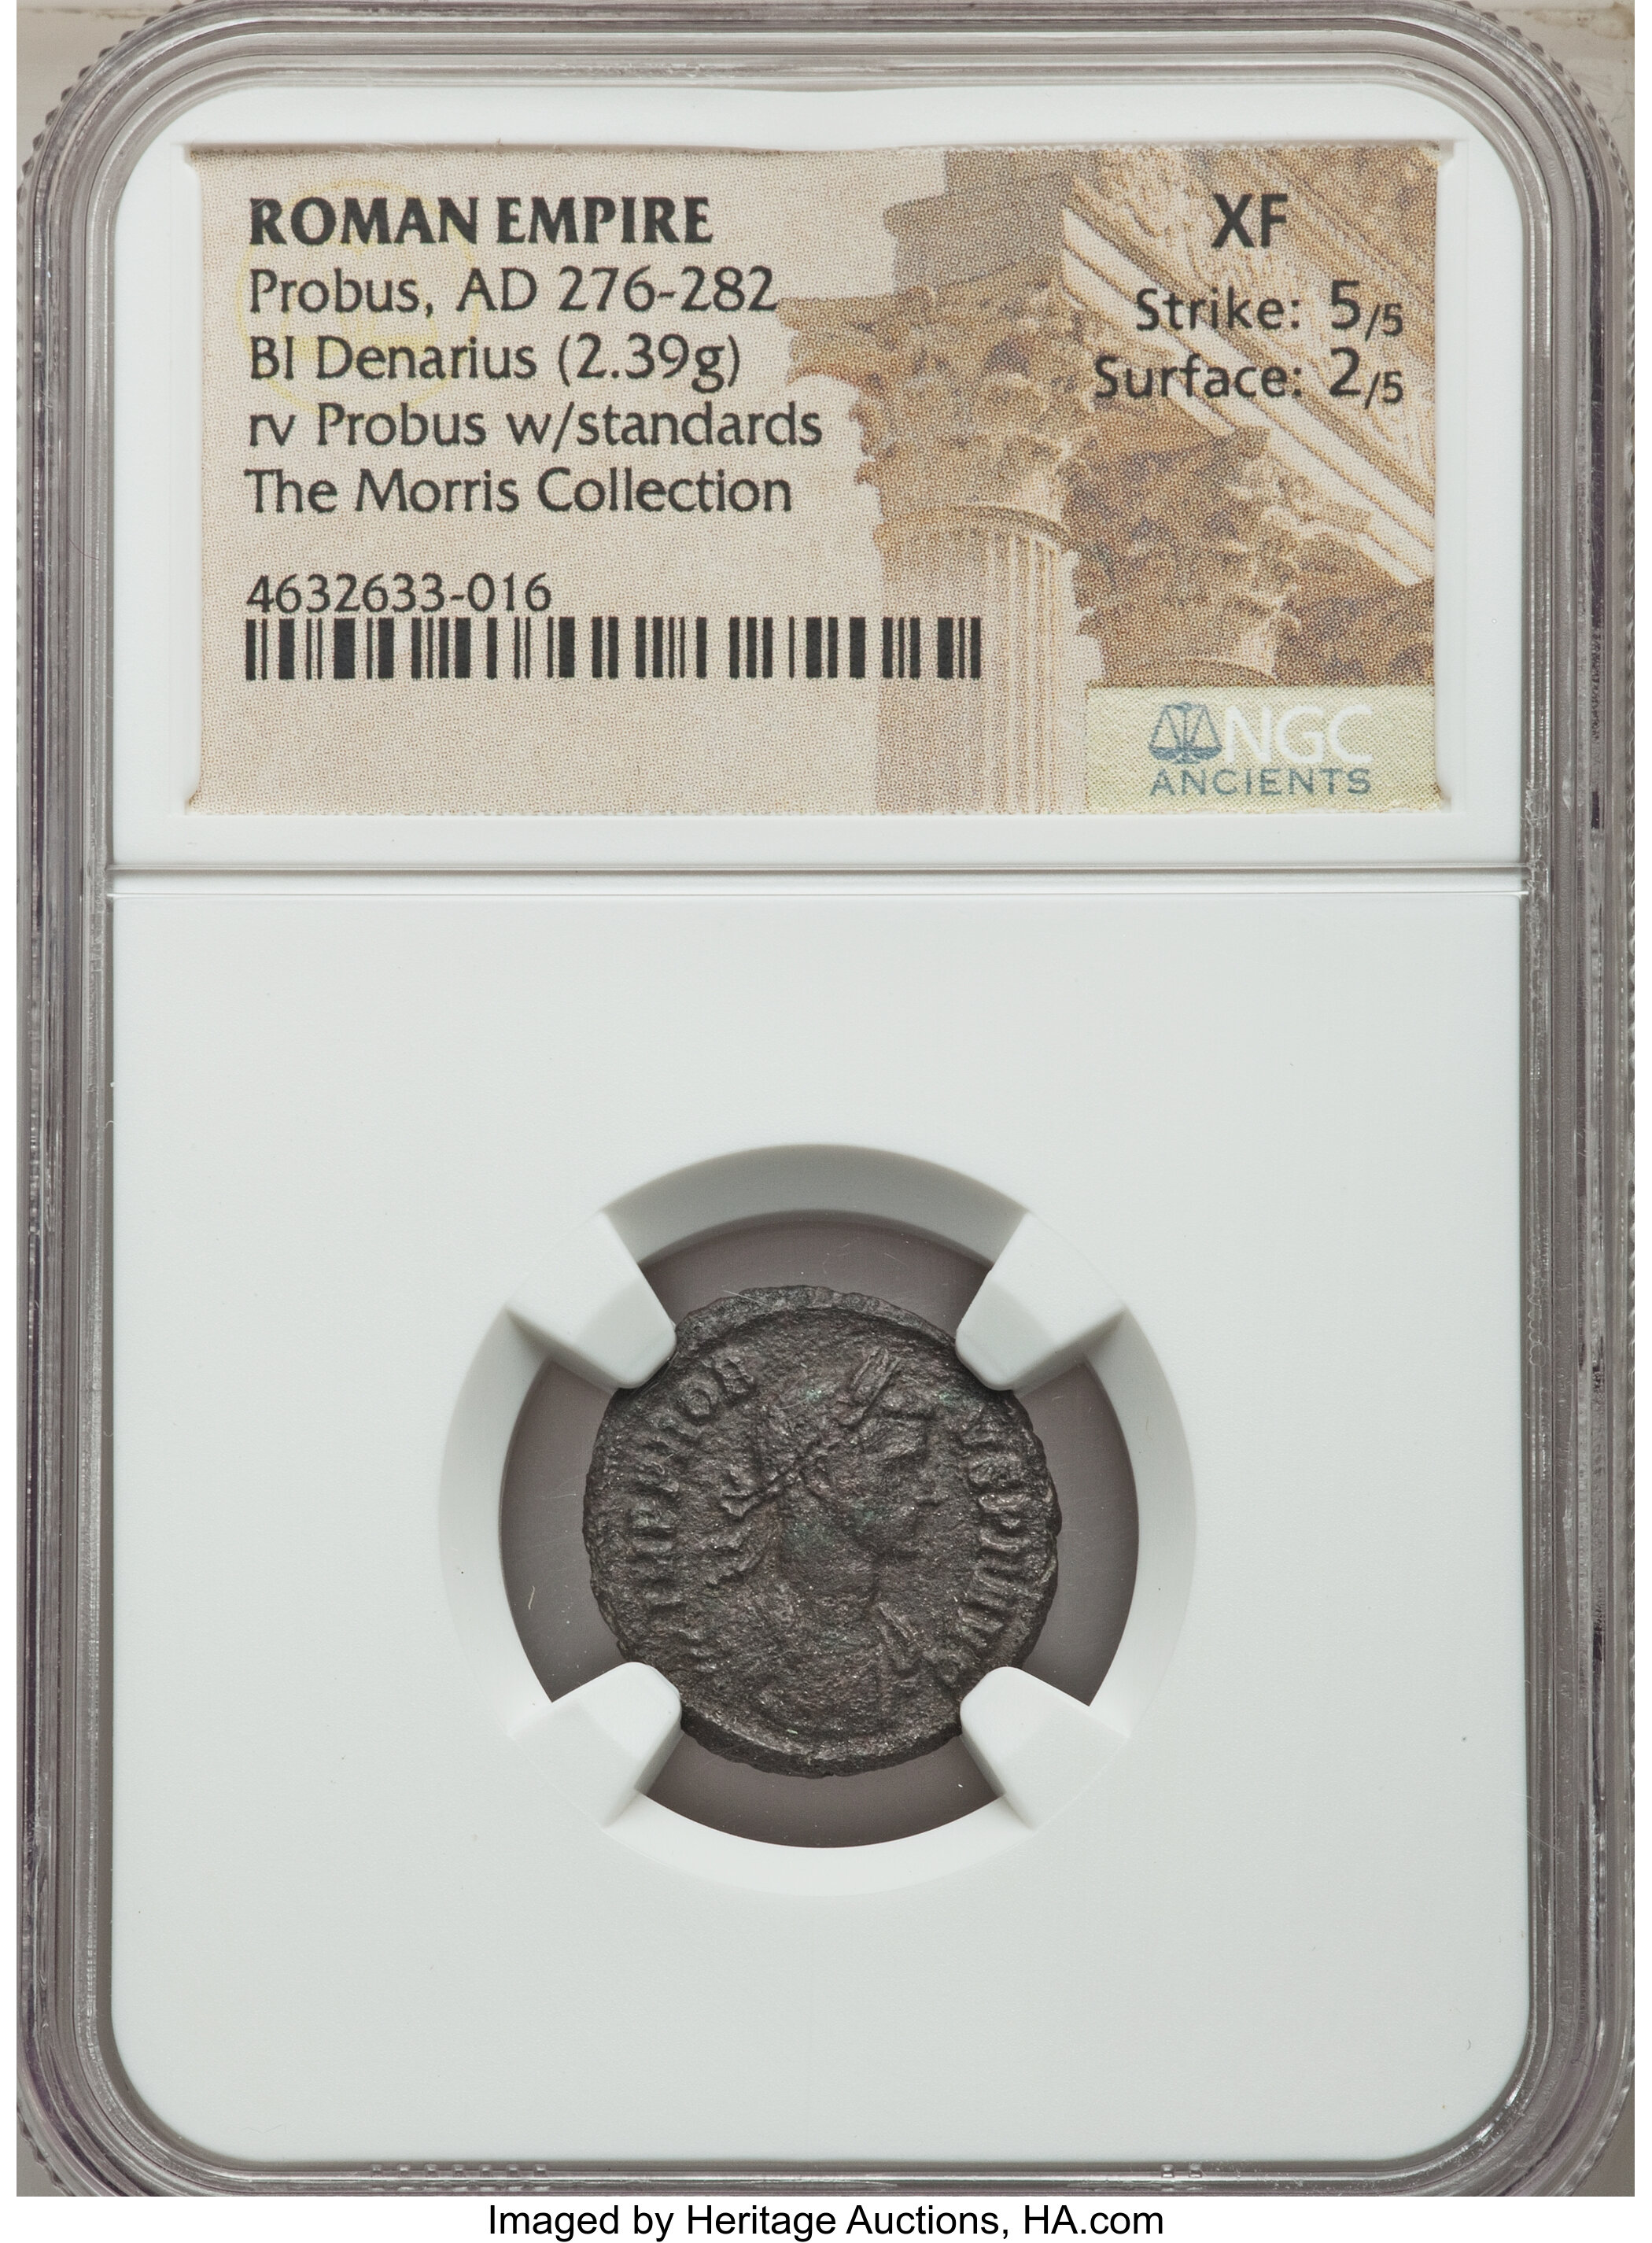 ROMAN EMPIRE
Probus, AD 276-282
BI Denarius (2.39g)
rv Probus w/standards
The Morris Collection
4632633-016
XF
Strike: 5/5
Surface: 2/5
NGC
ANCIENTS
Imaged by Heritage Auctions, HA.com